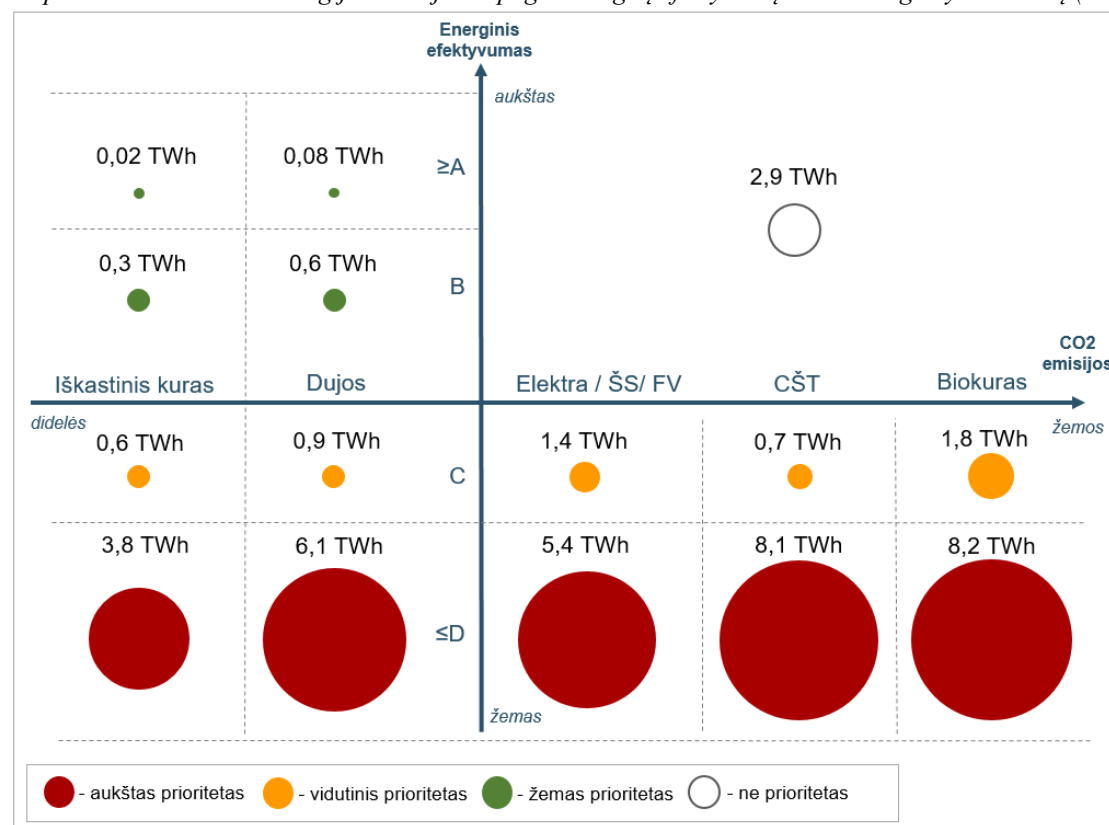 Energinis
efektyvumas
aukštas
0,02 TWh
0,08 TWh
≥A
2,9 TWh
0,3 TWh
0,6 TWh
B
CO2
emisijos
Iškastinis kuras
Dujos
Elektra / ŠS/ FV
CŠT
Biokuras
didelės
žemos
0,6 TWh
0,9 TWh
C
1,4 TWh
0,7 TWh
1,8 TWh
3,8 TWh
6,1 TWh
5,4 TWh
8,1 TWh
8,2 TWh
≤D
žemas
- aukštas prioritetas
- vidutinis prioritetas
- žemas prioritetas
- ne prioritetas